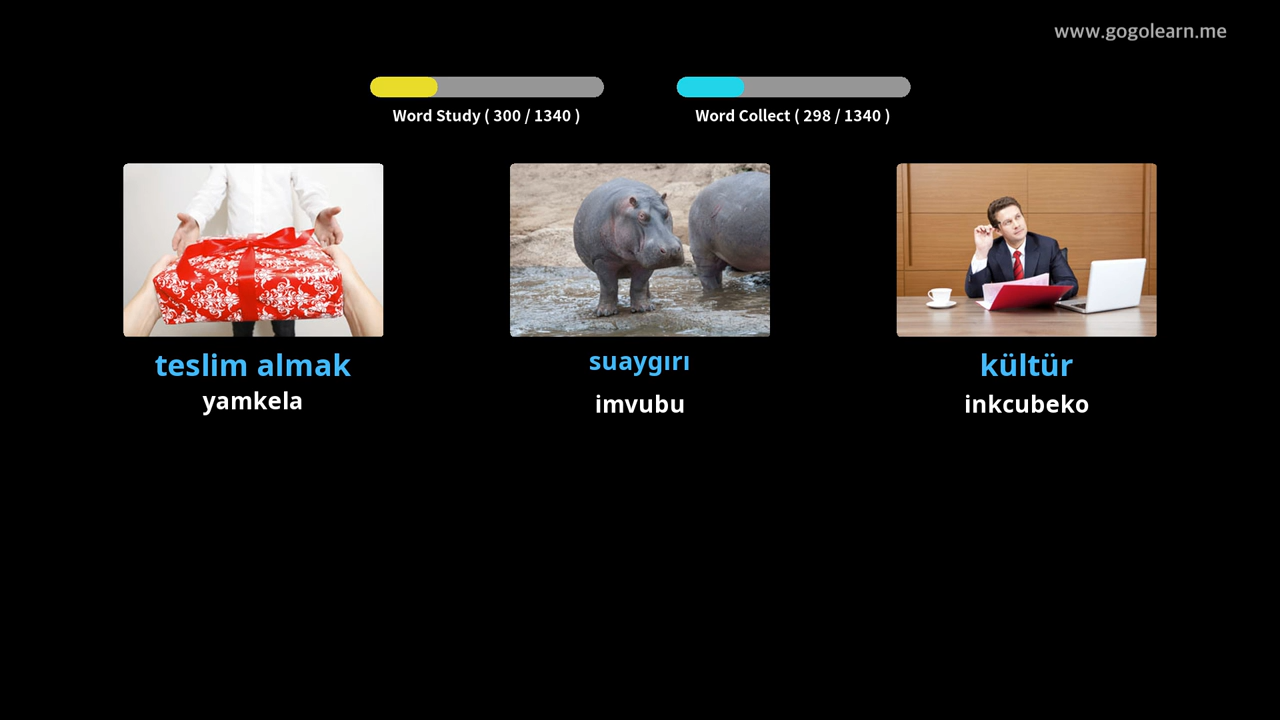 www.gogolearn.me
Word Study ( 300 / 1340 )
Word Collect ( 298 / 1340 )
teslim almak
yamkela
suaygırı
imvubu
kültür
inkcubeko